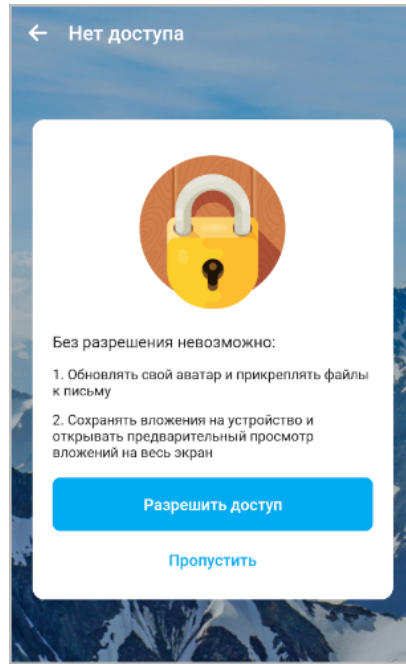 Нет доступа
Без разрешения невозможно:
1. Обновлять свой аватар и прикреплять файлы
к письму
2. Сохранять вложения на устройство и
открывать предварительный просмотр
вложений на весь экран
Разрешить доступ
Пропустить